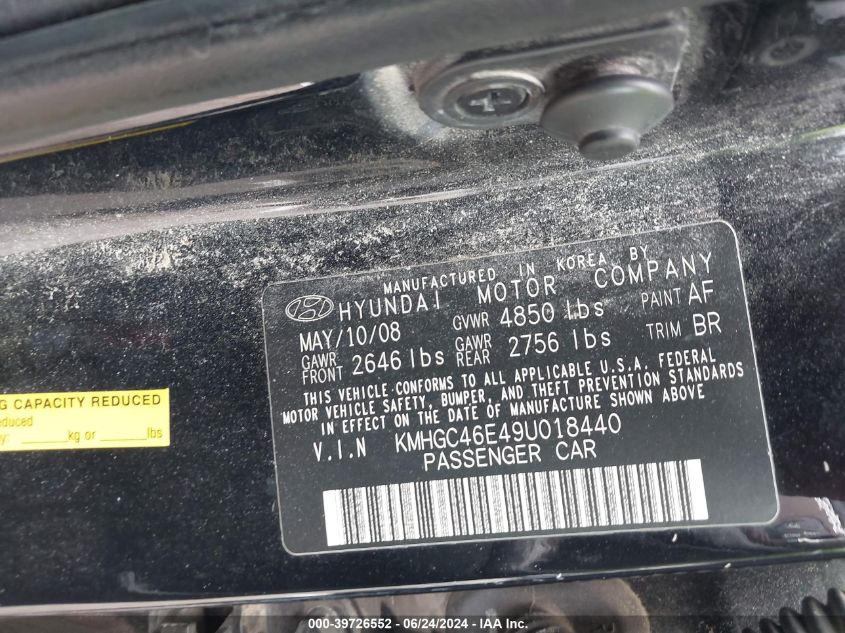 MANUFACTURED IN KOREA BY
HYUNDAI MOTOR COMPANY
MAY/10/08 GVWR 4850 lbs PAINT AF
GAWR FRONT 2646 lbs GAWR REAR 2756 lbs TRIM BR
THIS VEHICLE CONFORMS TO ALL APPLICABLE U.S.A. FEDERAL
MOTOR VEHICLE SAFETY, BUMPER, AND THEFT PREVENTION STANDARDS
IN EFFECT ON THE DATE OF MANUFACTURE SHOWN ABOVE
V.I.N KMHGC46E49U018440
PASSENGER CAR
G CAPACITY REDUCED
educed
y: ______kg or ______lbs
000-39726552 - 06/24/2024 - IAA Inc.